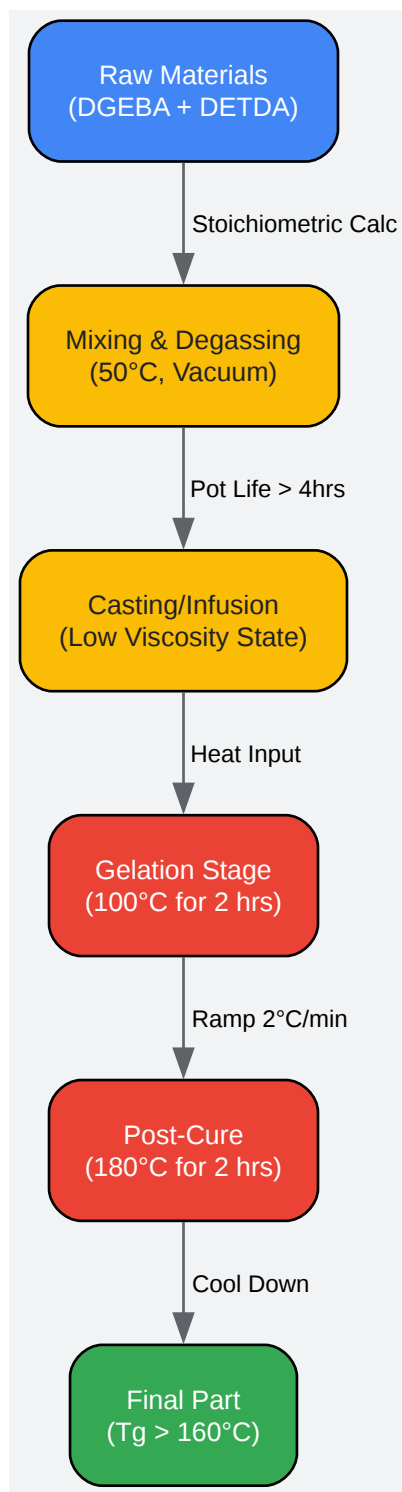 Raw Materials
(DGEBA + DETDA)
Stoichiometric Calc
Mixing & Degassing
(50°C, Vacuum)
Pot Life > 4hrs
Casting/Infusion
(Low Viscosity State)
Heat Input
Gelation Stage
(100°C for 2 hrs)
Ramp 2°C/min
Post-Cure
(180°C for 2 hrs)
Cool Down
Final Part
(Tg > 160°C)